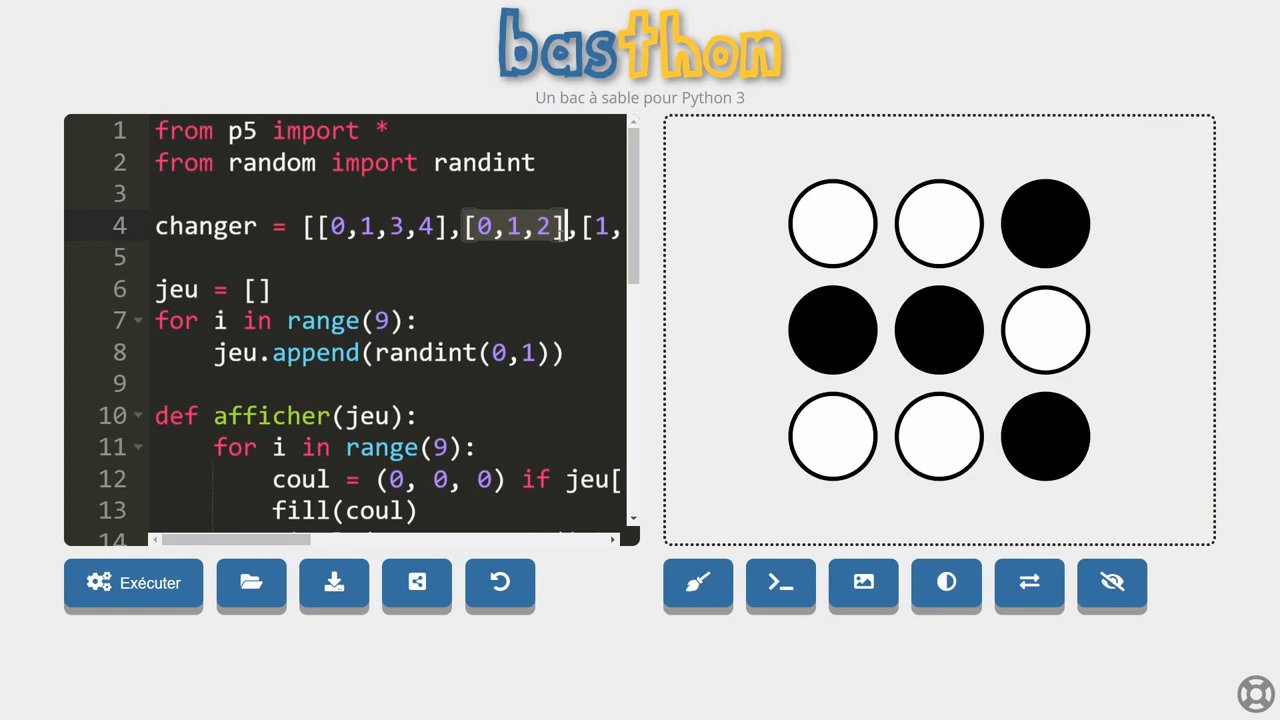 basthon
Un bac à sable pour Python 3
1 from p5 import *
2 from random import randint
3
4 changer = [[0,1,3,4],[0,1,2],[1,
5
6 jeu = []
7 for i in range(9):
8 jeu.append(randint(0,1))
9
10 def afficher(jeu):
11 for i in range(9):
12 coul = (0, 0, 0) if jeu[
13 fill(coul)
14
Exécuter